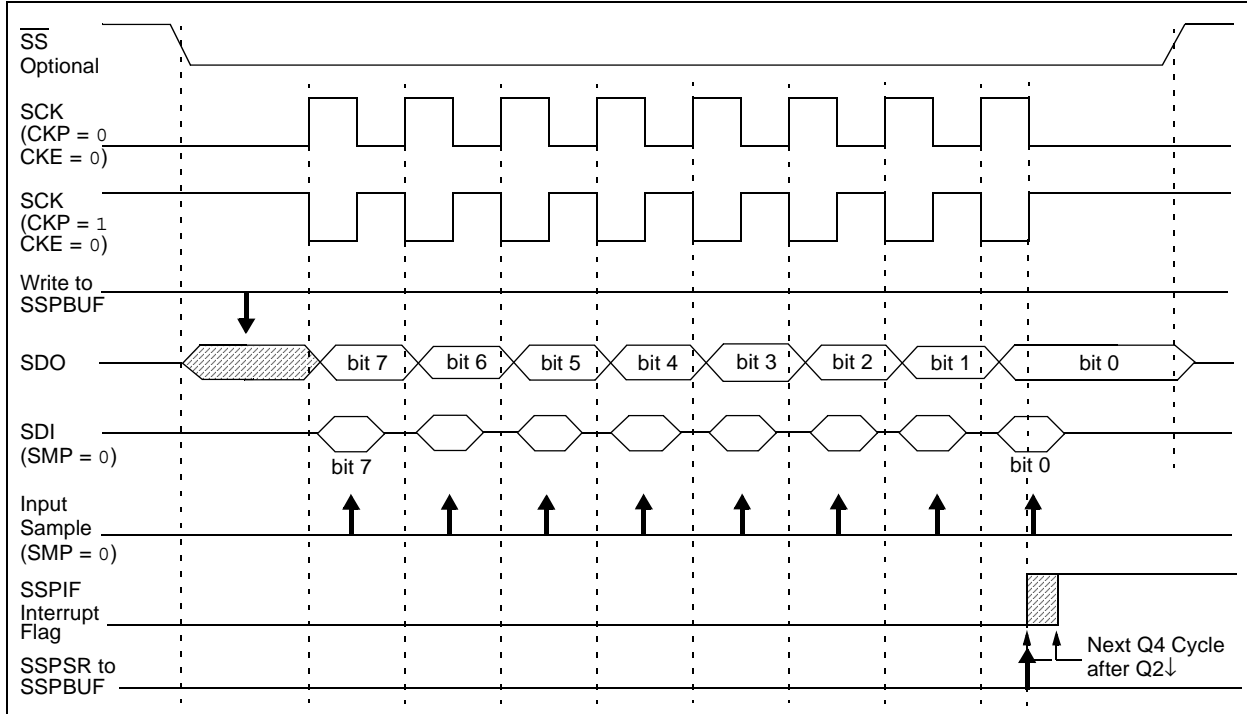 SS
Optional
SCK
(CKP = 0
CKE = 0)
SCK
(CKP = 1
CKE = 0)
Write to
SSPBUF
SDO
bit 7
bit 6
bit 5
bit 4
bit 3
bit 2
bit 1
bit 0
SDI
(SMP = 0)
bit 7
bit 0
Input
Sample
(SMP = 0)
SSPIF
Interrupt
Flag
Next Q4 Cycle
after Q2↓
SSPSR to
SSPBUF